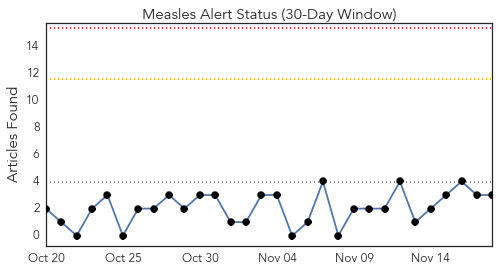 Measles Alert Status (30-Day Window)
Articles Found
14
12
10
8
6
4
2
0
Oct 20 Oct 25 Oct 30 Nov 04 Nov 09 Nov 14